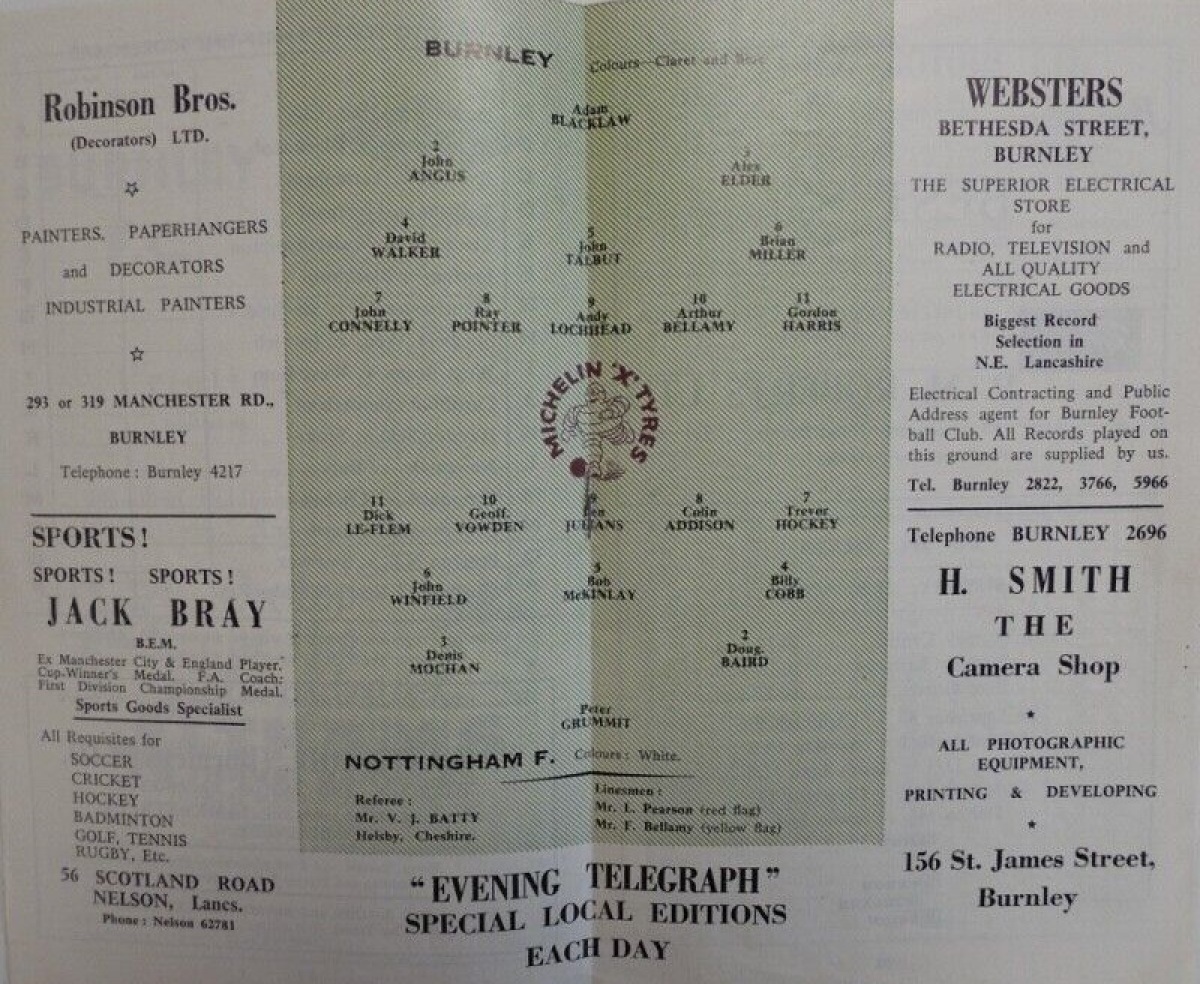 Robinson Bros.
(Decorators) LTD.
PAINTERS, PAPERHANGERS
and DECORATORS
INDUSTRIAL PAINTERS
293 or 319 MANCHESTER RD.,
BURNLEY
Telephone : Burnley 4217
SPORTS !
SPORTS ! SPORTS !
JACK BRAY
B.E.M.
Ex Manchester City & England Player.
Cup-Winner's Medal. F.A. Coach:
First Division Championship Medal.
Sports Goods Specialist
All Requisites for
SOCCER
CRICKET
HOCKEY
BADMINTON
GOLF, TENNIS
RUGBY, Etc.
56 SCOTLAND ROAD
NELSON, Lancs.
Phone : Nelson 62781
BURNLEY Colours—Claret and Blue
Adam
BLACKLAW
2 3
John Alex
ANGUS ELDER
4 5 6
David John Brian
WALKER TALBUT MILLER
7 8 9 10 11
John Ray Andy Arthur Gordon
CONNELLY POINTER LOCHHEAD BELLAMY HARRIS
MICHELIN 'X' TYRES
11 10 9 8 7
Dick Geoff. Len Colin Trevor
LE-FLEM VOWDEN JULIANS ADDISON HOCKEY
6 5 4
John Bob Billy
WINFIELD McKINLAY COBB
3 2
Denis Doug.
MOCHAN BAIRD
Peter
GRUMMIT
NOTTINGHAM F. Colours : White.
Referee :
Mr. V. J. BATTY
Helsby, Cheshire.
Linesmen :
Mr. L. Pearson (red flag)
Mr. F. Bellamy (yellow flag)
"EVENING TELEGRAPH"
SPECIAL LOCAL EDITIONS
EACH DAY
WEBSTERS
BETHESDA STREET,
BURNLEY
THE SUPERIOR ELECTRICAL
STORE
for
RADIO, TELEVISION and
ALL QUALITY
ELECTRICAL GOODS
Biggest Record
Selection in
N.E. Lancashire
Electrical Contracting and Public
Address agent for Burnley Foot-
ball Club. All Records played on
this ground are supplied by us.
Tel. Burnley 2822, 3766, 5966
Telephone BURNLEY 2696
H. SMITH
THE
Camera Shop
ALL PHOTOGRAPHIC
EQUIPMENT,
PRINTING & DEVELOPING
156 St. James Street,
Burnley